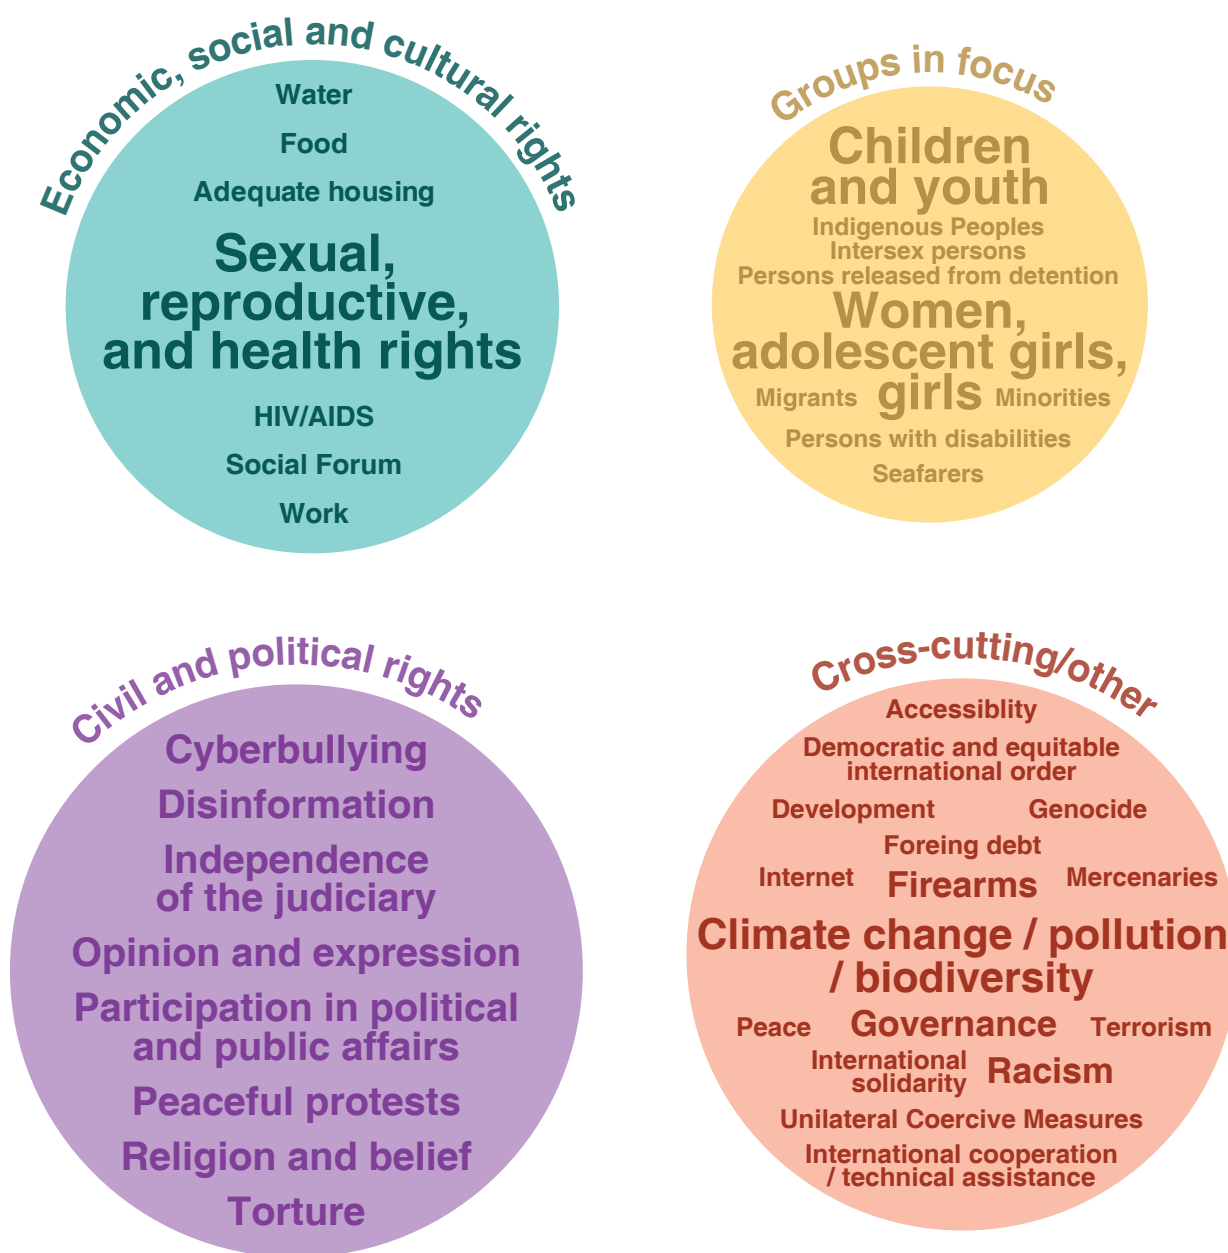 Economic, social and cultural rights
Water
Food
Adequate housing
Sexual,
reproductive,
and health rights
HIV/AIDS
Social Forum
Work
Groups in focus
Children
and youth
Indigenous Peoples
Intersex persons
Persons released from detention
Women,
adolescent girls,
Migrants girls Minorities
Persons with disabilities
Seafarers
Civil and political rights
Cyberbullying
Disinformation
Independence
of the judiciary
Opinion and expression
Participation in political
and public affairs
Peaceful protests
Religion and belief
Torture
Cross-cutting/other
Accessiblity
Democratic and equitable
international order
Development Genocide
Foreing debt
Internet Firearms Mercenaries
Climate change / pollution
/ biodiversity
Peace Governance Terrorism
International
solidarity Racism
Unilateral Coercive Measures
International cooperation
/ technical assistance